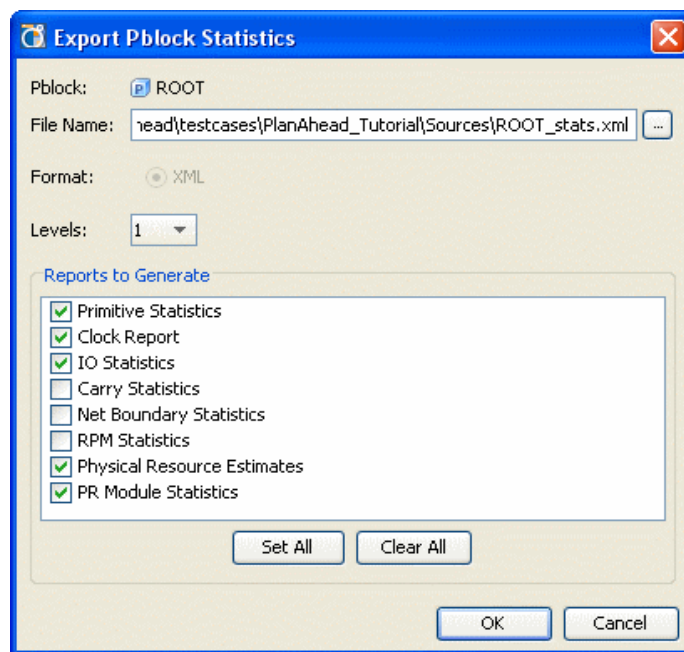 Export Pblock Statistics
Pblock: P ROOT
File Name: head\testcases\PlanAhead_Tutorial\Sources\ROOT_stats.xml ...
Format: XML
Levels: 1
Reports to Generate
Primitive Statistics
Clock Report
IO Statistics
Carry Statistics
Net Boundary Statistics
RPM Statistics
Physical Resource Estimates
PR Module Statistics
Set All Clear All
OK Cancel